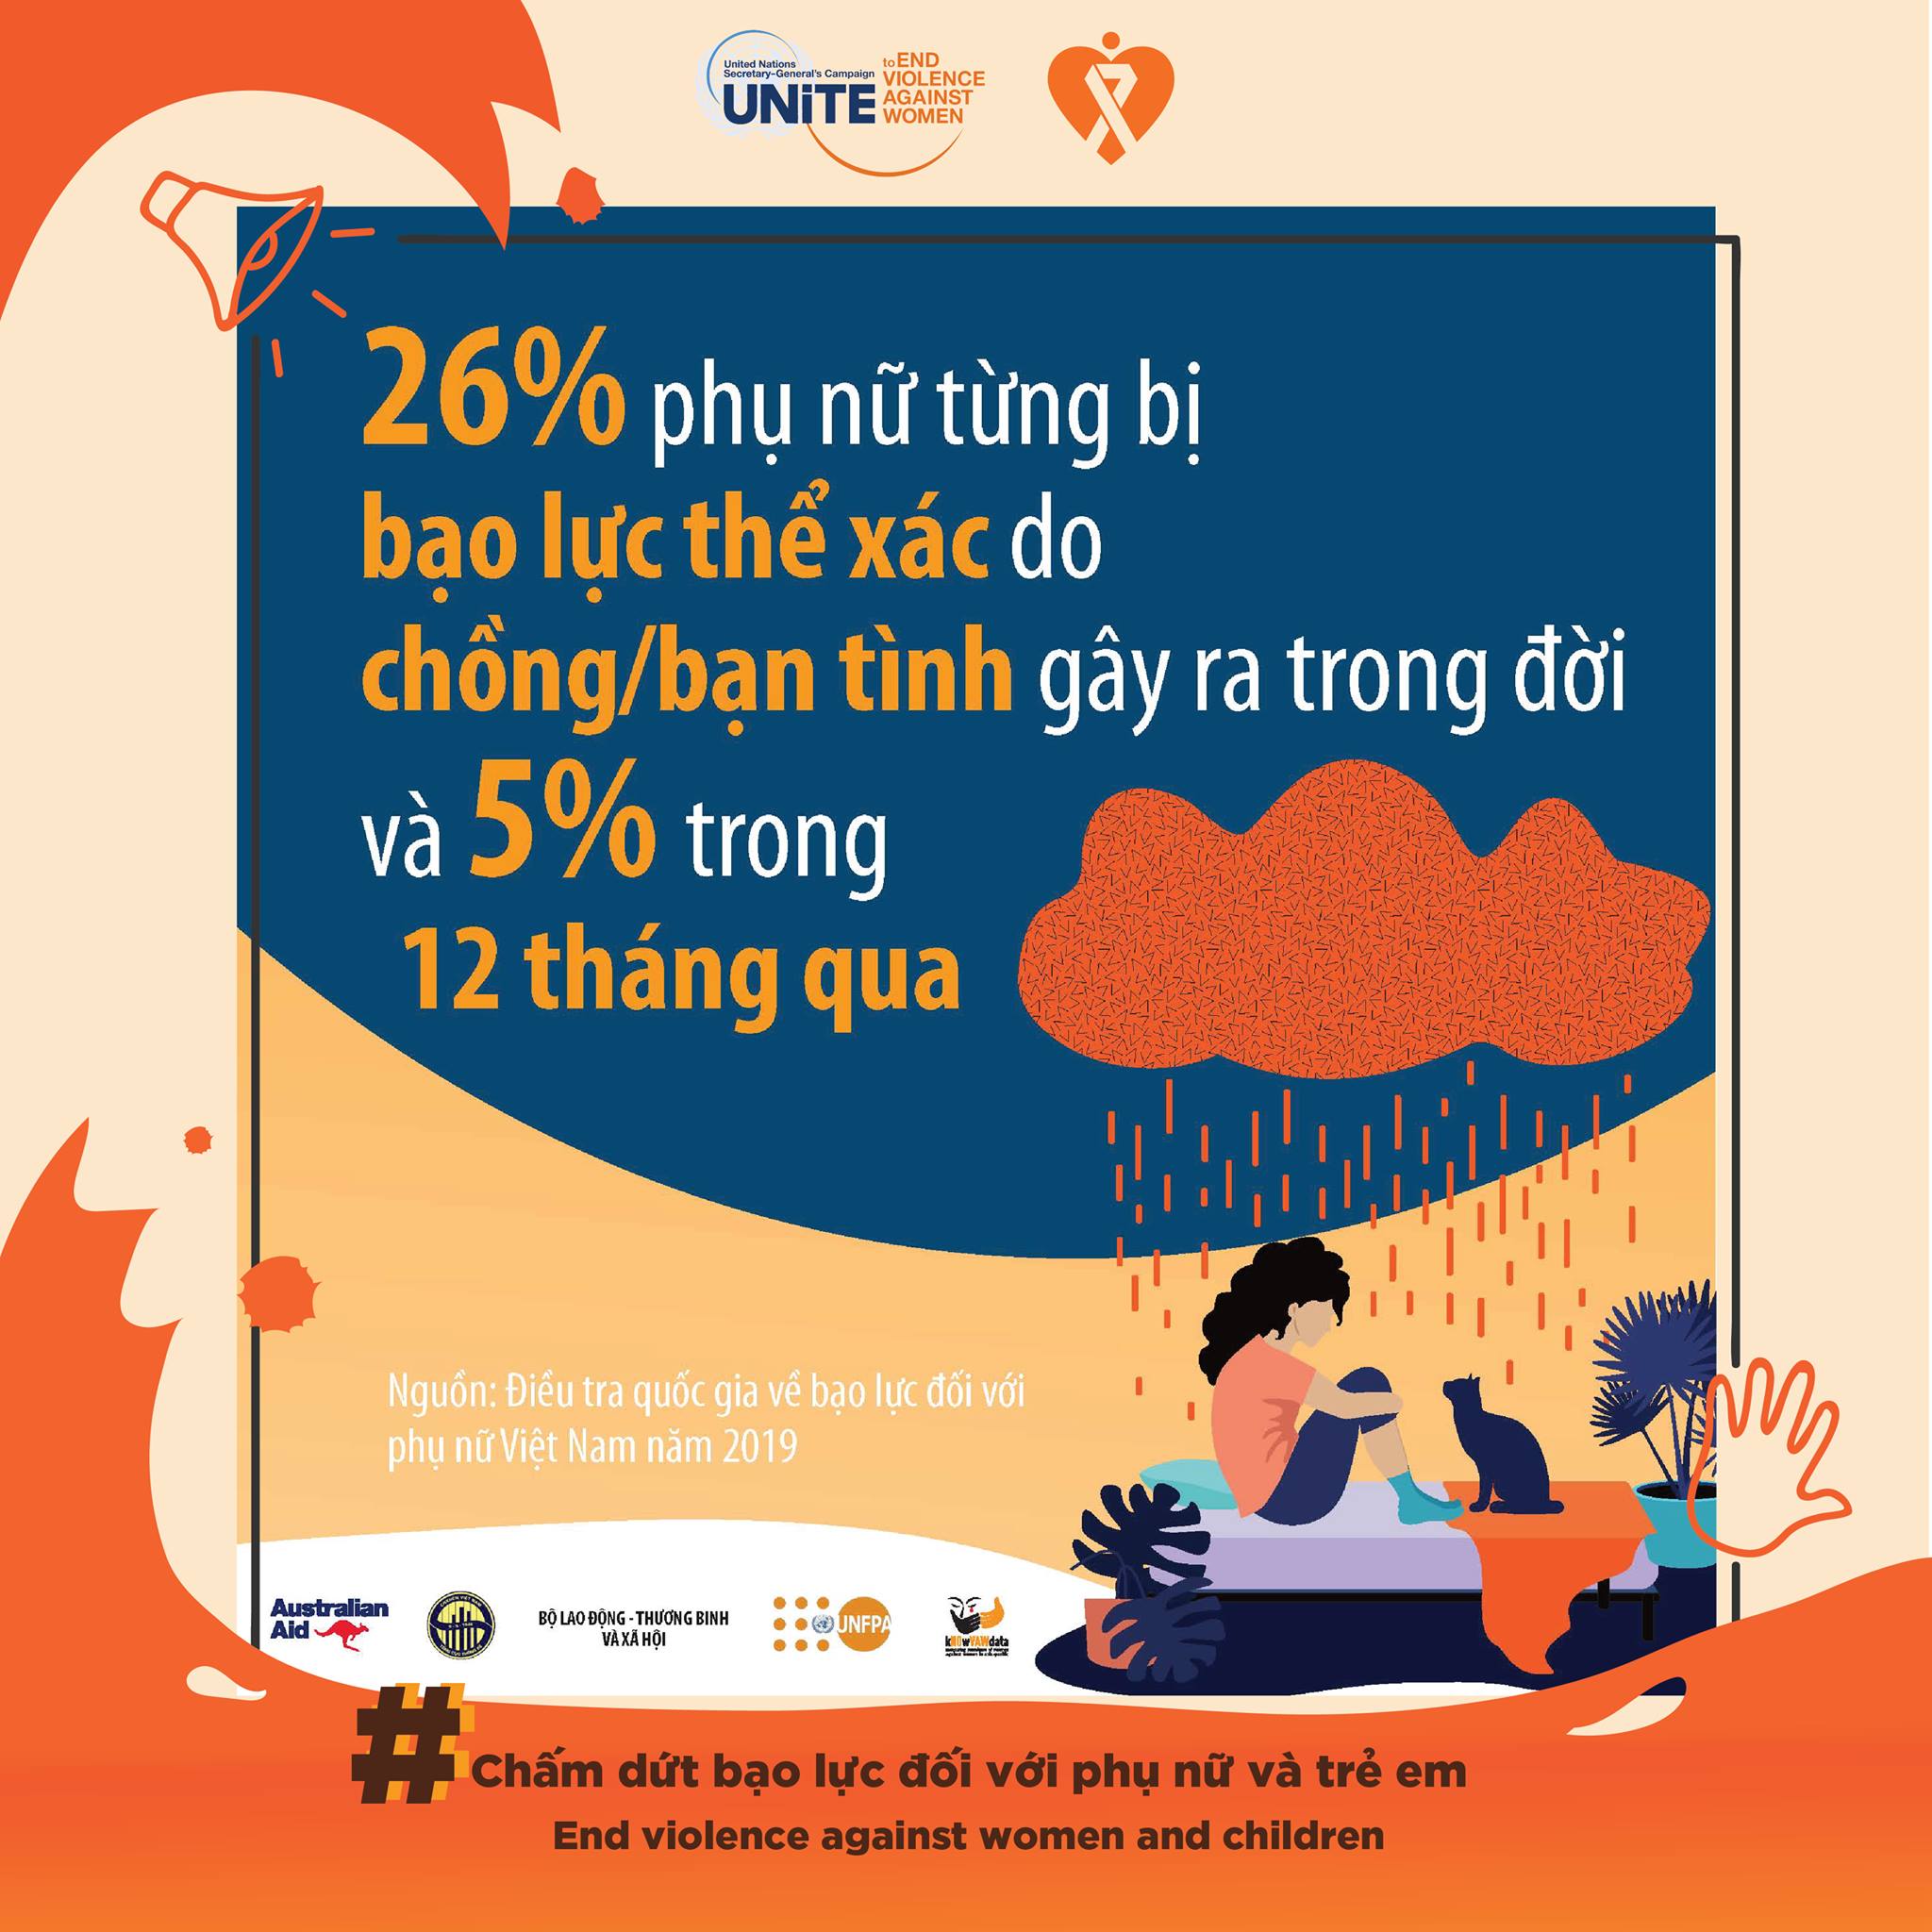 United Nations
Secretary-General's Campaign
UNiTE
to END
VIOLENCE
AGAINST
WOMEN
26% phụ nữ từng bị
bạo lực thể xác do
chồng/bạn tình gây ra trong đời
và 5% trong
12 tháng qua
Nguồn: Điều tra quốc gia về bạo lực đối với
phụ nữ Việt Nam năm 2019
Australian
Aid
BỘ LAO ĐỘNG - THƯƠNG BINH
VÀ XÃ HỘI
UNFPA
kNOwVAWdata
#Chấm dứt bạo lực đối với phụ nữ và trẻ em
End violence against women and children